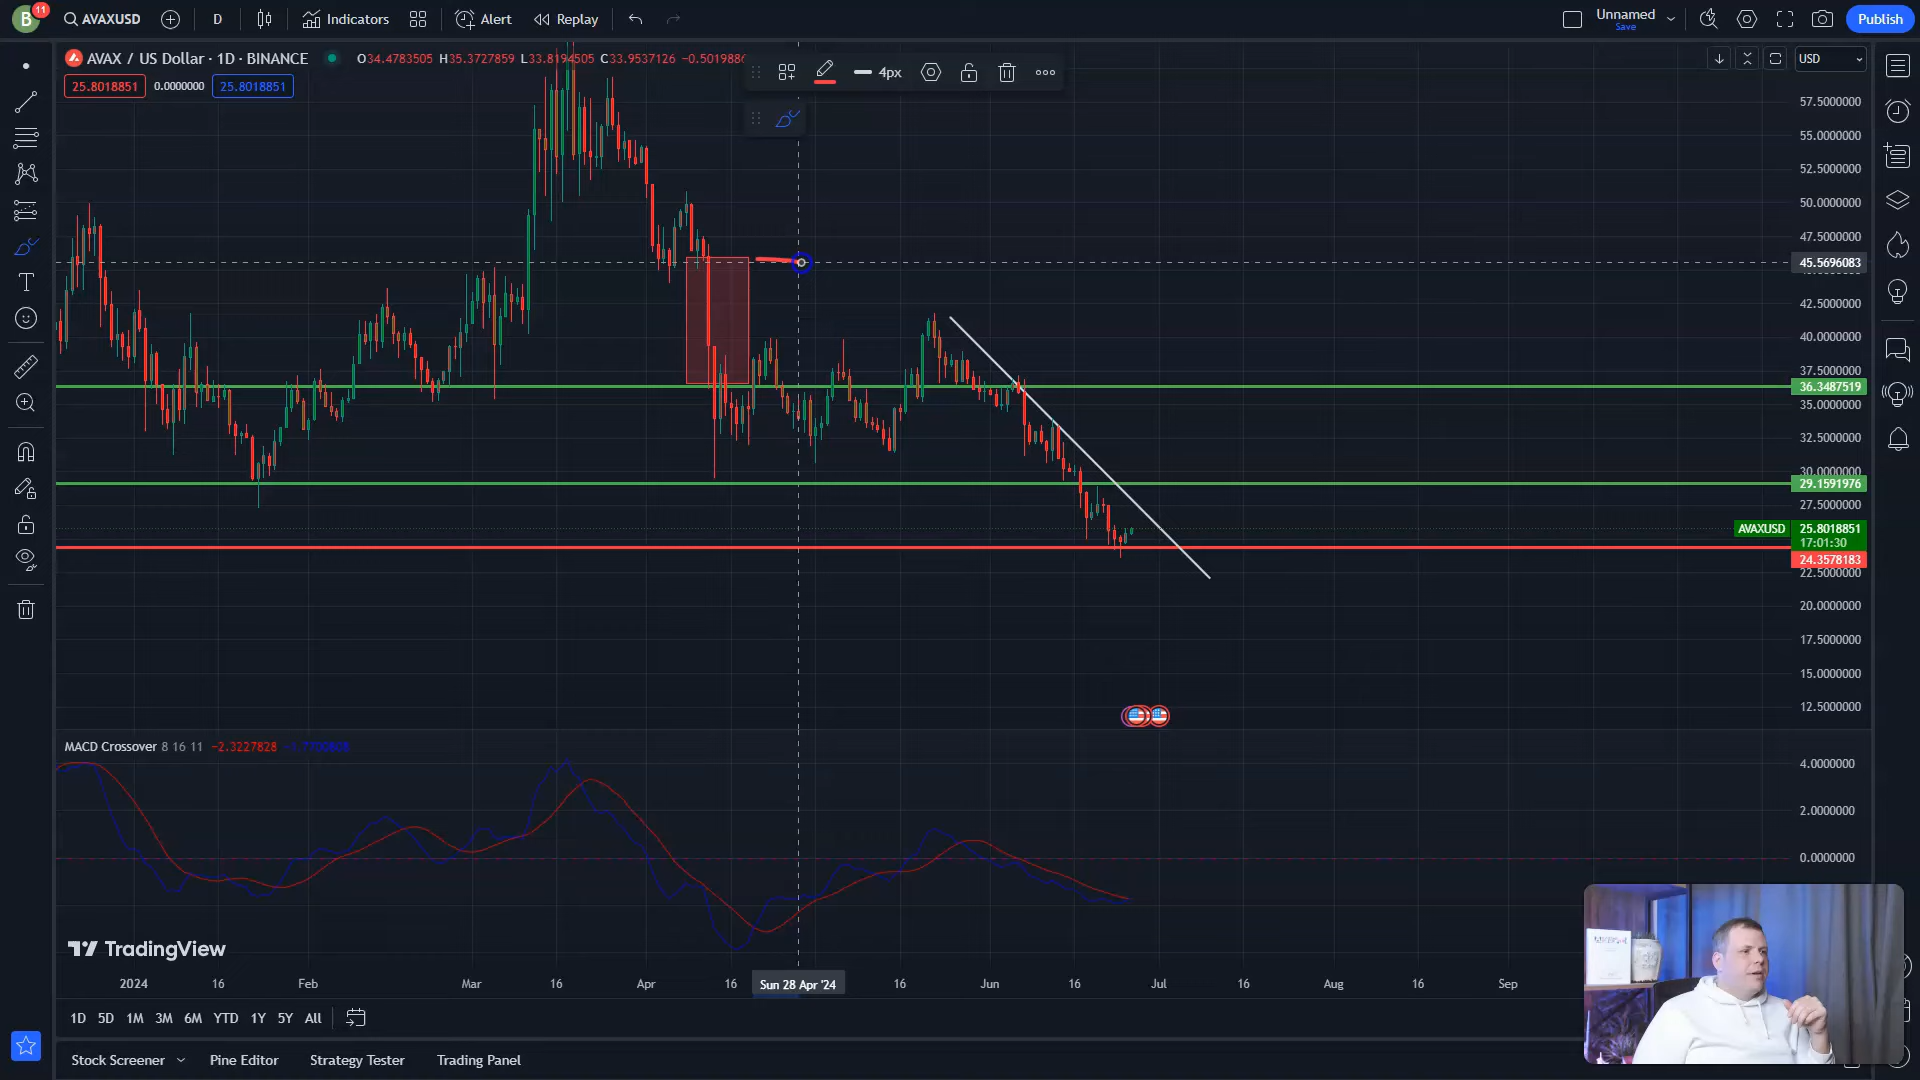 B 11 AVAXUSD D Indicators Alert Replay Unnamed Save Publish
AVAX / US Dollar · 1D · BINANCE O34.4783505 H35.3727859 L33.8194505 C33.9537126 4px USD
25.8018851 0.0000000 25.8018851
57.5000000
55.0000000
52.5000000
50.0000000
47.5000000
45.5696083
42.5000000
40.0000000
37.5000000
36.3487519
35.0000000
32.5000000
30.0000000
29.1591976
27.5000000
AVAXUSD 25.8018851
17:01:30
24.3578183
22.5000000
20.0000000
17.5000000
15.0000000
12.5000000
MACD Crossover 8 16 11 −2.3227828
4.0000000
2.0000000
0.0000000
TradingView
2024 16 Feb Mar 16 Apr 16 Sun 28 Apr '24 16 Jun 16 Jul 16 Aug 16 Sep
1D 5D 1M 3M 6M YTD 1Y 5Y All
Stock Screener Pine Editor Strategy Tester Trading Panel